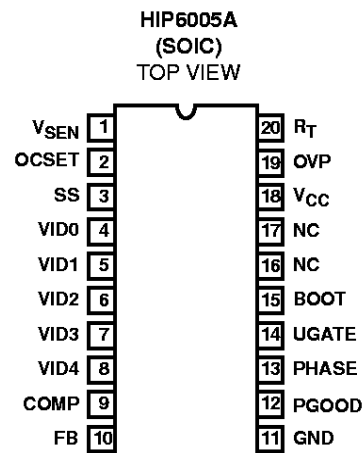 HIP6005A
(SOIC)
TOP VIEW
VSEN 1 20 RT
OCSET 2 19 OVP
SS 3 18 VCC
VID0 4 17 NC
VID1 5 16 NC
VID2 6 15 BOOT
VID3 7 14 UGATE
VID4 8 13 PHASE
COMP 9 12 PGOOD
FB 10 11 GND